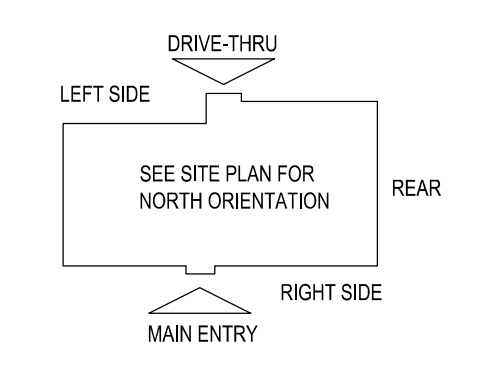 DRIVE-THRU
LEFT SIDE
SEE SITE PLAN FOR
NORTH ORIENTATION
REAR
RIGHT SIDE
MAIN ENTRY